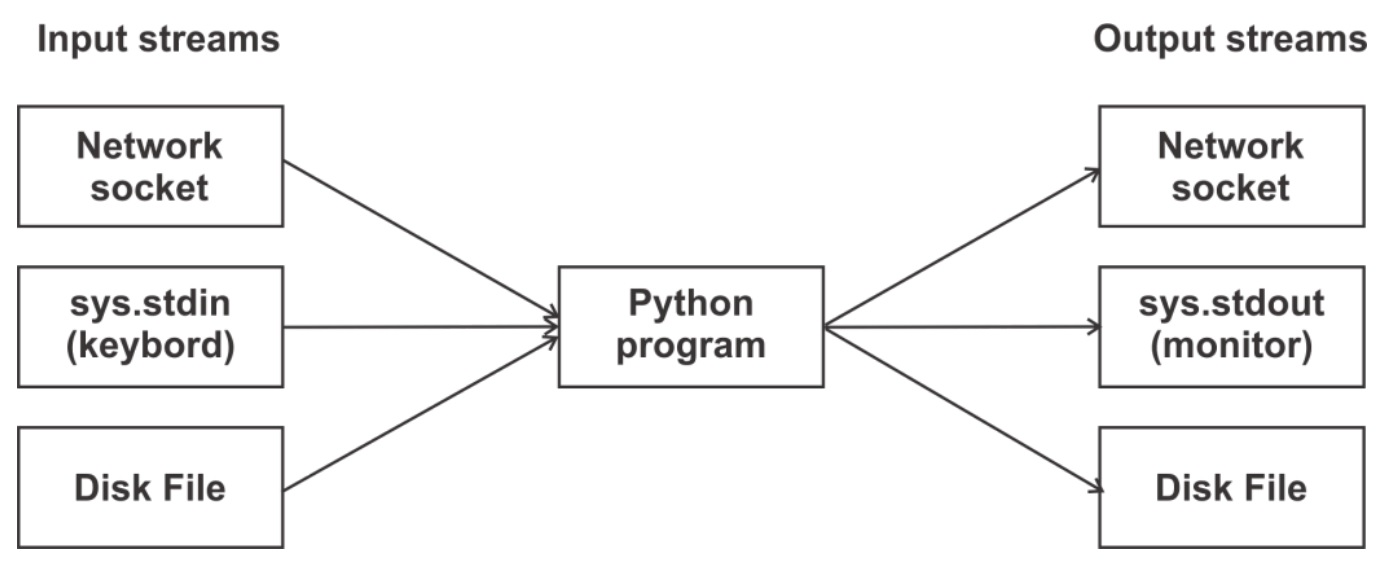 Input streams
Output streams
Network
socket
Network
socket
sys.stdin
(keybord)
Python
program
sys.stdout
(monitor)
Disk File
Disk File